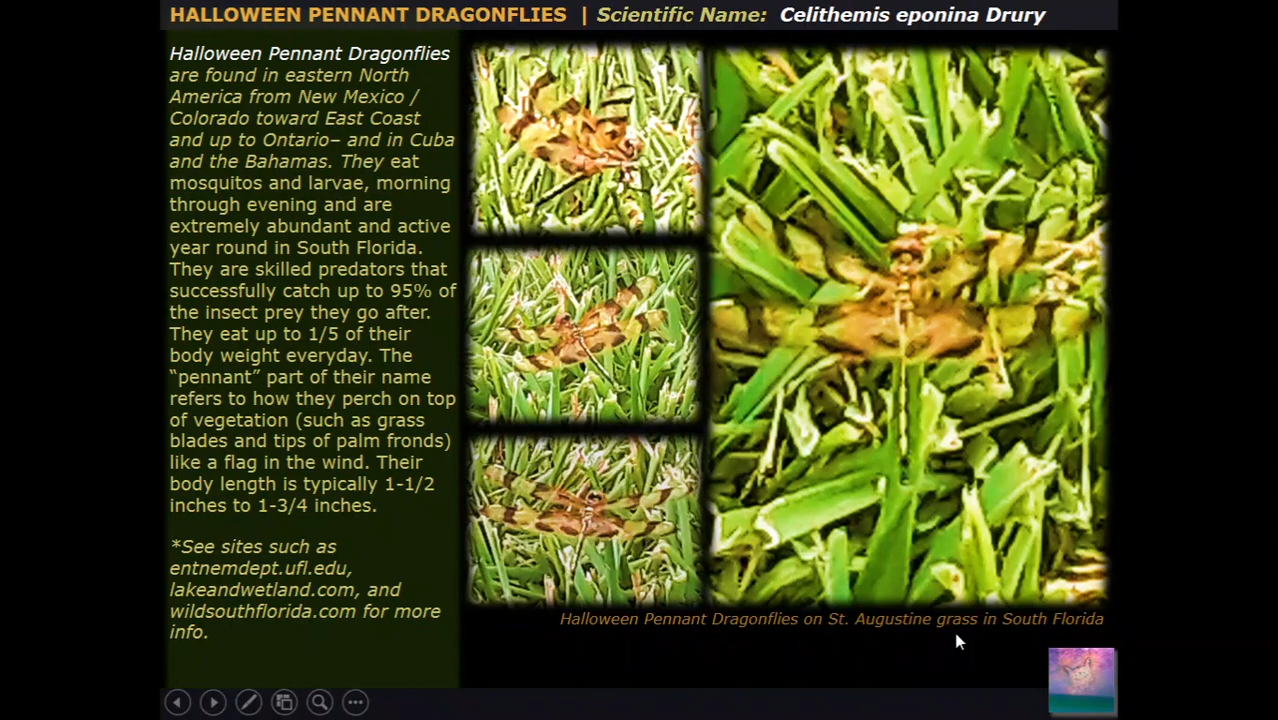 HALLOWEEN PENNANT DRAGONFLIES | Scientific Name: Celithemis eponina Drury
Halloween Pennant Dragonflies
are found in eastern North
America from New Mexico /
Colorado toward East Coast
and up to Ontario– and in Cuba
and the Bahamas. They eat
mosquitos and larvae, morning
through evening and are
extremely abundant and active
year round in South Florida.
They are skilled predators that
successfully catch up to 95% of
the insect prey they go after.
They eat up to 1/5 of their
body weight everyday. The
“pennant” part of their name
refers to how they perch on top
of vegetation (such as grass
blades and tips of palm fronds)
like a flag in the wind. Their
body length is typically 1-1/2
inches to 1-3/4 inches.
*See sites such as
entnemdept.ufl.edu,
lakeandwetland.com, and
wildsouthflorida.com for more
info.
Halloween Pennant Dragonflies on St. Augustine grass in South Florida